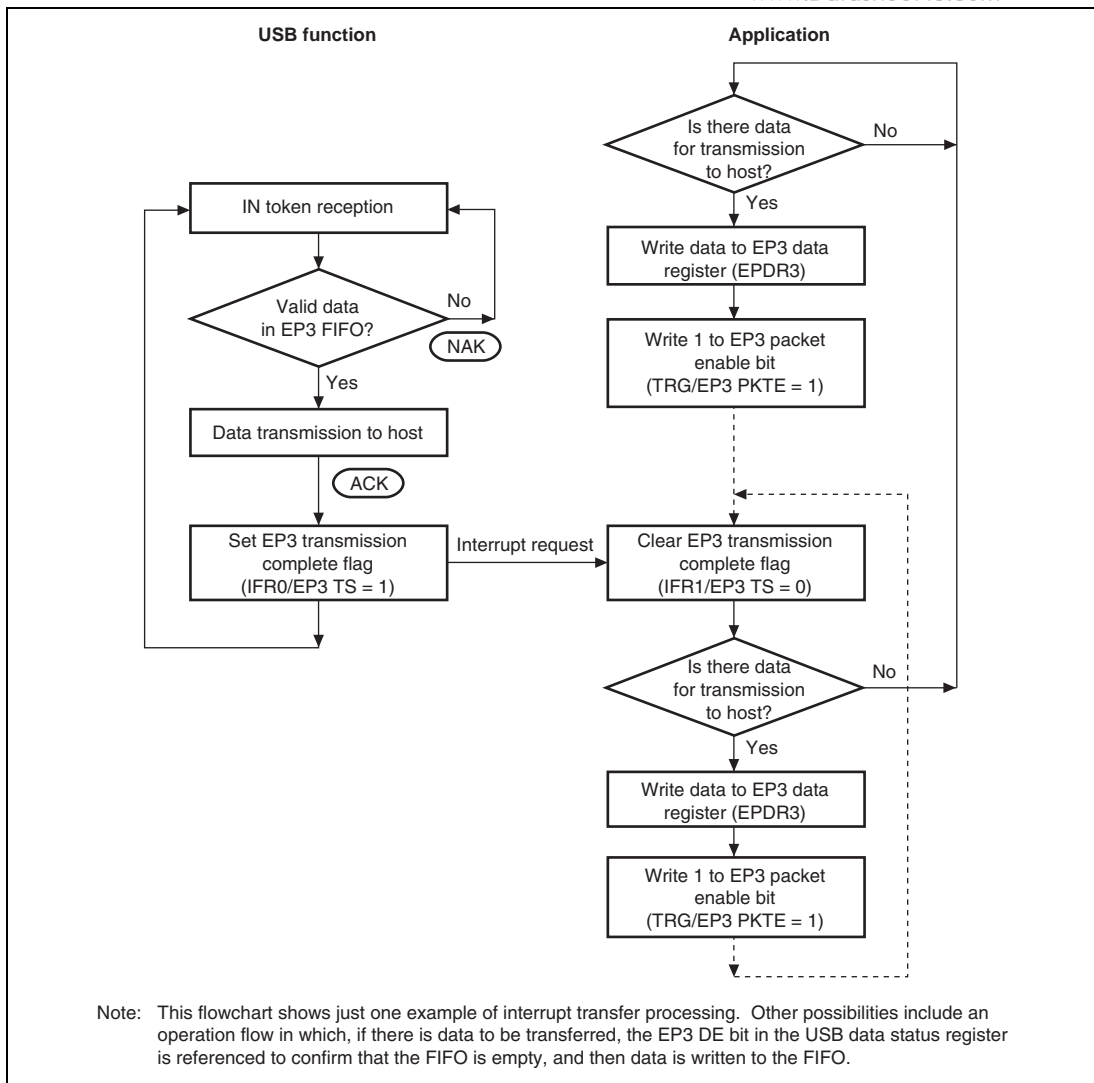 USB function
Application
Is there data
for transmission
to host?
No
Yes
IN token reception
Write data to EP3 data
register (EPDR3)
Valid data
in EP3 FIFO?
No
NAK
Yes
Write 1 to EP3 packet
enable bit
(TRG/EP3 PKTE = 1)
Data transmission to host
ACK
Set EP3 transmission
complete flag
(IFR0/EP3 TS = 1)
Interrupt request
Clear EP3 transmission
complete flag
(IFR1/EP3 TS = 0)
Is there data
for transmission
to host?
No
Yes
Write data to EP3 data
register (EPDR3)
Write 1 to EP3 packet
enable bit
(TRG/EP3 PKTE = 1)
Note: This flowchart shows just one example of interrupt transfer processing. Other possibilities include an
operation flow in which, if there is data to be transferred, the EP3 DE bit in the USB data status register
is referenced to confirm that the FIFO is empty, and then data is written to the FIFO.